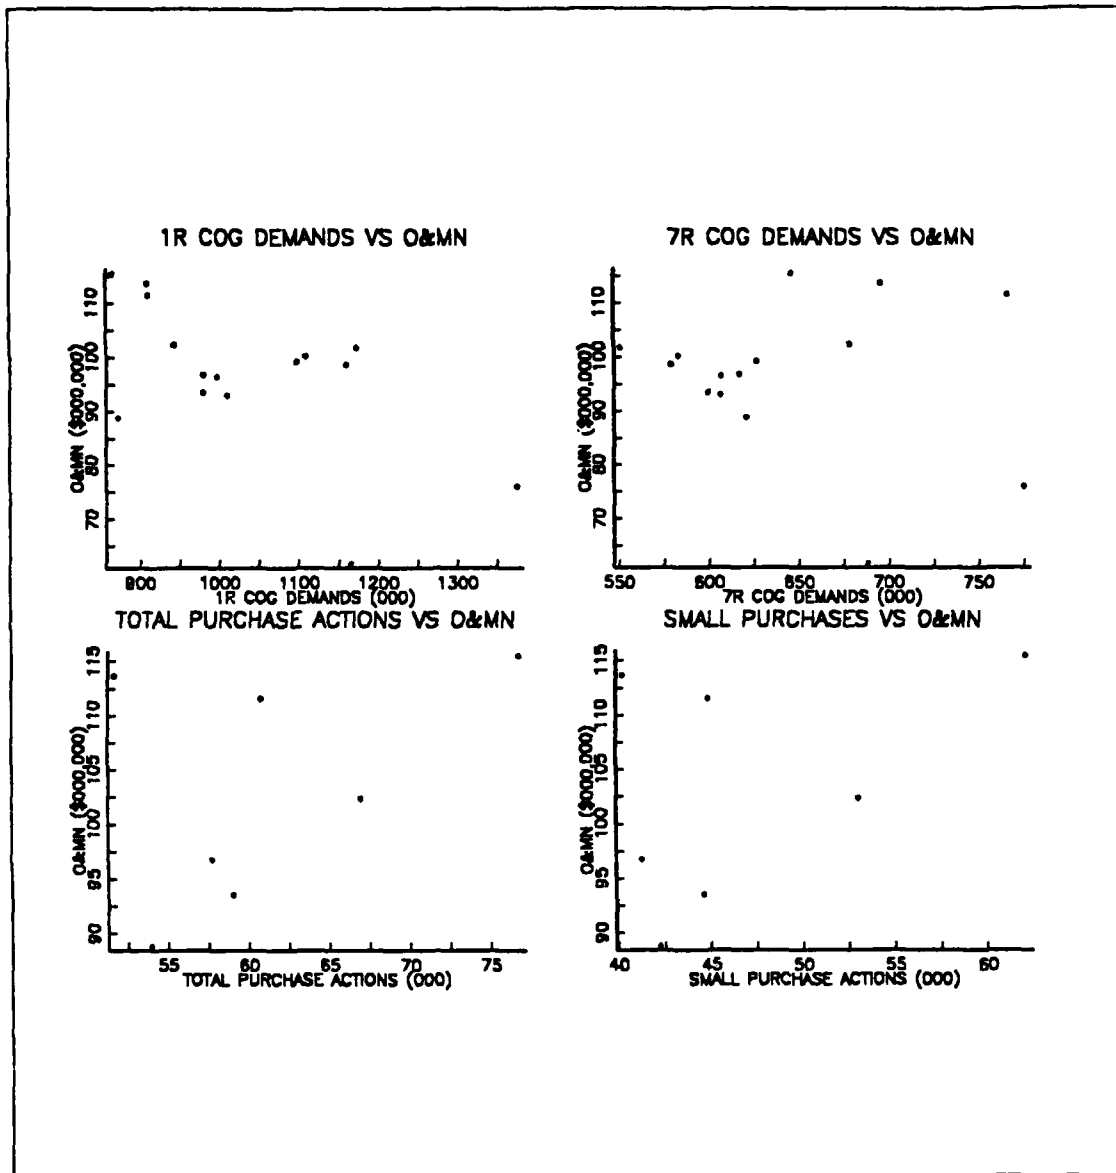 1R COG DEMANDS VS O&MN
O&MN ($000,000)
110
100
90
80
70
900 1000 1100 1200 1300
1R COG DEMANDS (000)
7R COG DEMANDS VS O&MN
O&MN ($000,000)
110
100
90
80
70
550 600 650 700 750
7R COG DEMANDS (000)
TOTAL PURCHASE ACTIONS VS O&MN
O&MN ($000,000)
115
110
105
100
95
90
55 60 65 70 75
TOTAL PURCHASE ACTIONS (000)
SMALL PURCHASES VS O&MN
O&MN ($000,000)
115
110
105
100
95
90
40 45 50 55 60
SMALL PURCHASE ACTIONS (000)